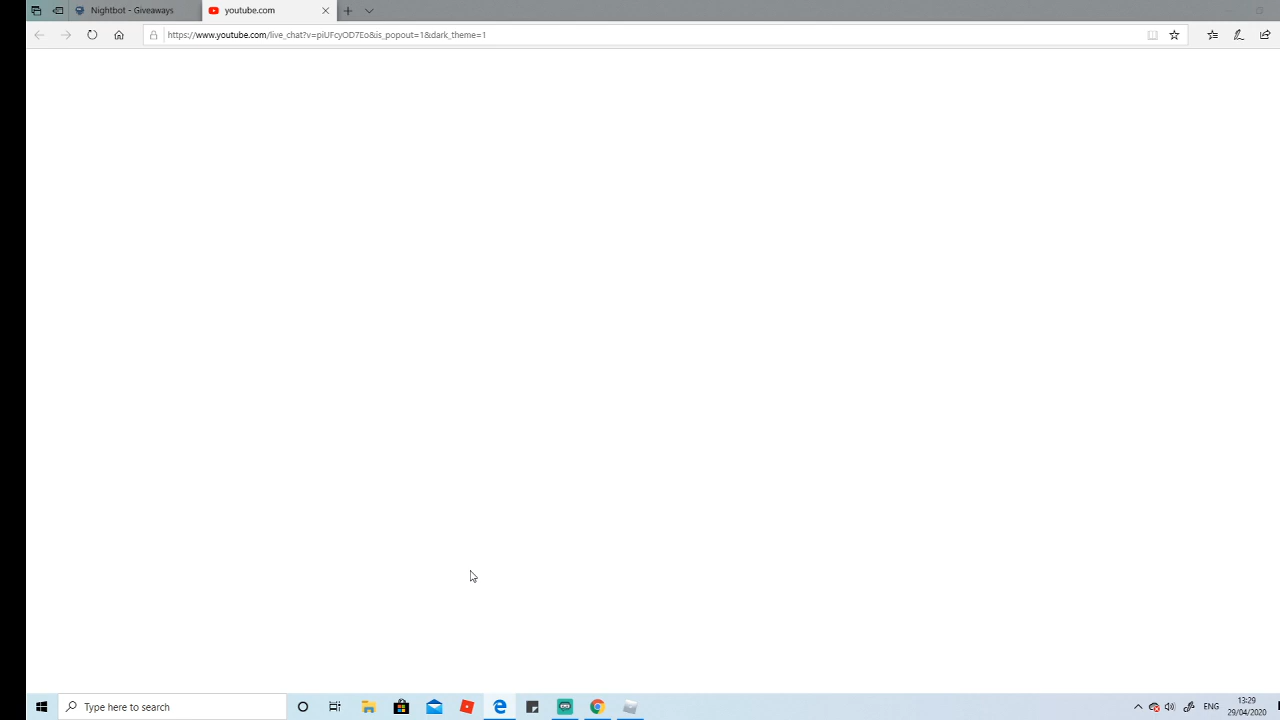 Nightbot - Giveaways
youtube.com
https://www.youtube.com/live_chat?v=piUFcyOD7Eo&is_popout=1&dark_theme=1
Type here to search
ENG
13:29
29/04/2020